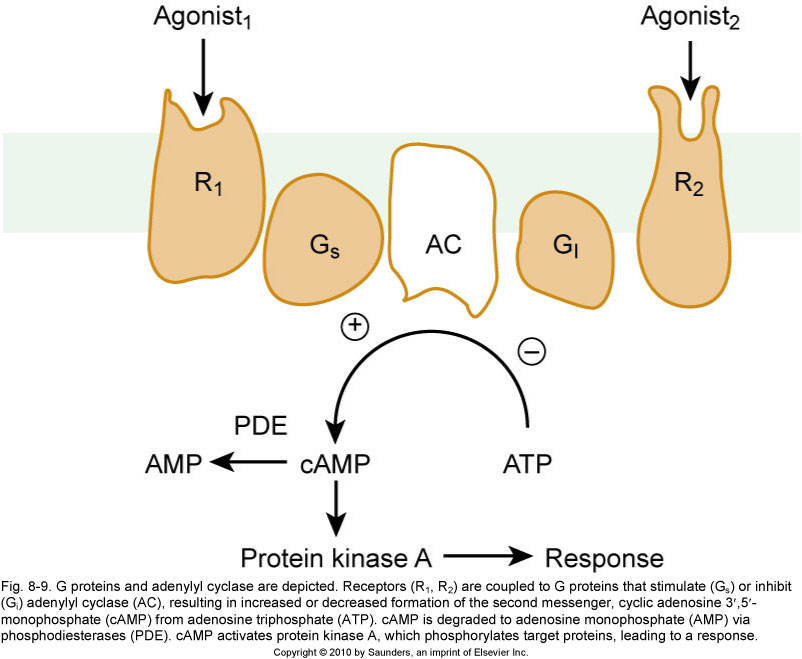 Agonist₁ Agonist₂
R₁ R₂
Gₛ AC Gₗ
+
−
PDE
AMP cAMP ATP
Protein kinase A Response
Fig. 8-9. G proteins and adenylyl cyclase are depicted. Receptors (R₁, R₂) are coupled to G proteins that stimulate (Gₛ) or inhibit
(Gᵢ) adenylyl cyclase (AC), resulting in increased or decreased formation of the second messenger, cyclic adenosine 3′,5′-
monophosphate (cAMP) from adenosine triphosphate (ATP). cAMP is degraded to adenosine monophosphate (AMP) via
phosphodiesterases (PDE). cAMP activates protein kinase A, which phosphorylates target proteins, leading to a response.
Copyright © 2010 by Saunders, an imprint of Elsevier Inc.